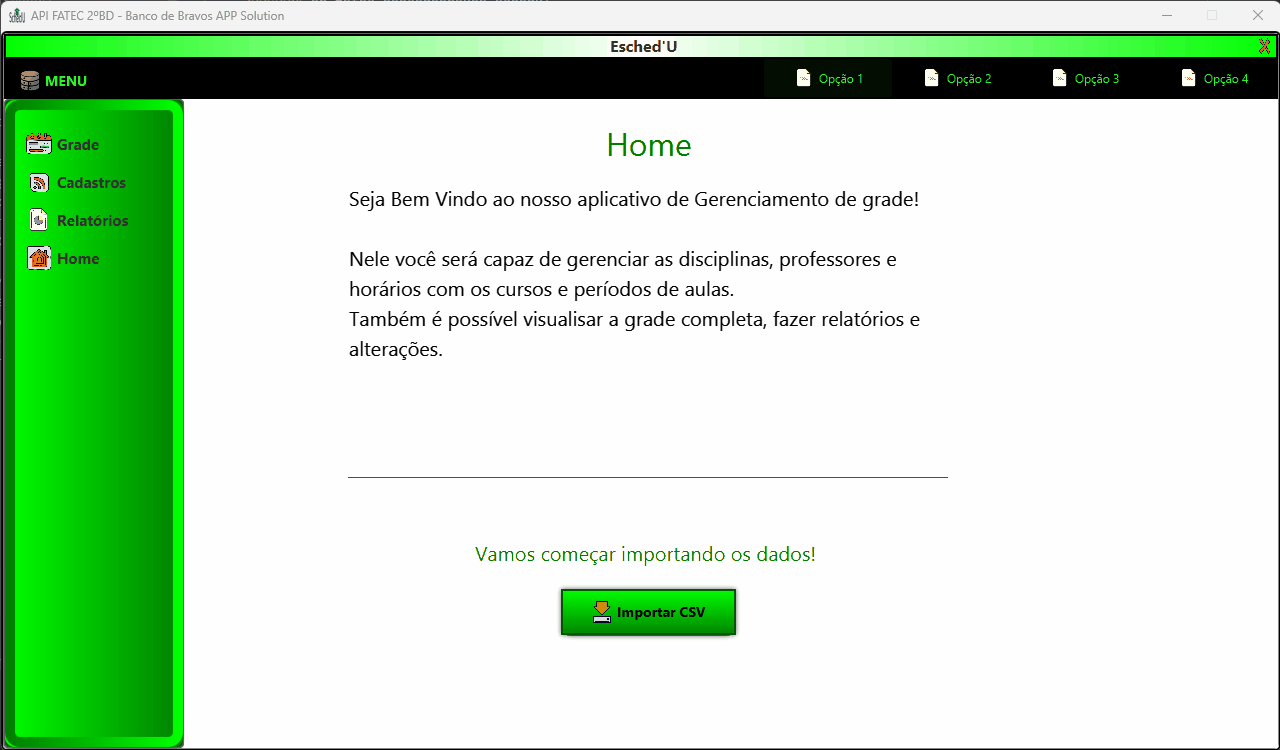 API FATEC 2ºBD - Banco de Bravos APP Solution
Esched'U
X
MENU
Opção 1
Opção 2
Opção 3
Opção 4
Grade
Cadastros
Relatórios
Home
Home
Seja Bem Vindo ao nosso aplicativo de Gerenciamento de grade!
Nele você será capaz de gerenciar as disciplinas, professores e
horários com os cursos e períodos de aulas.
Também é possível visualisar a grade completa, fazer relatórios e
alterações.
Vamos começar importando os dados!
Importar CSV